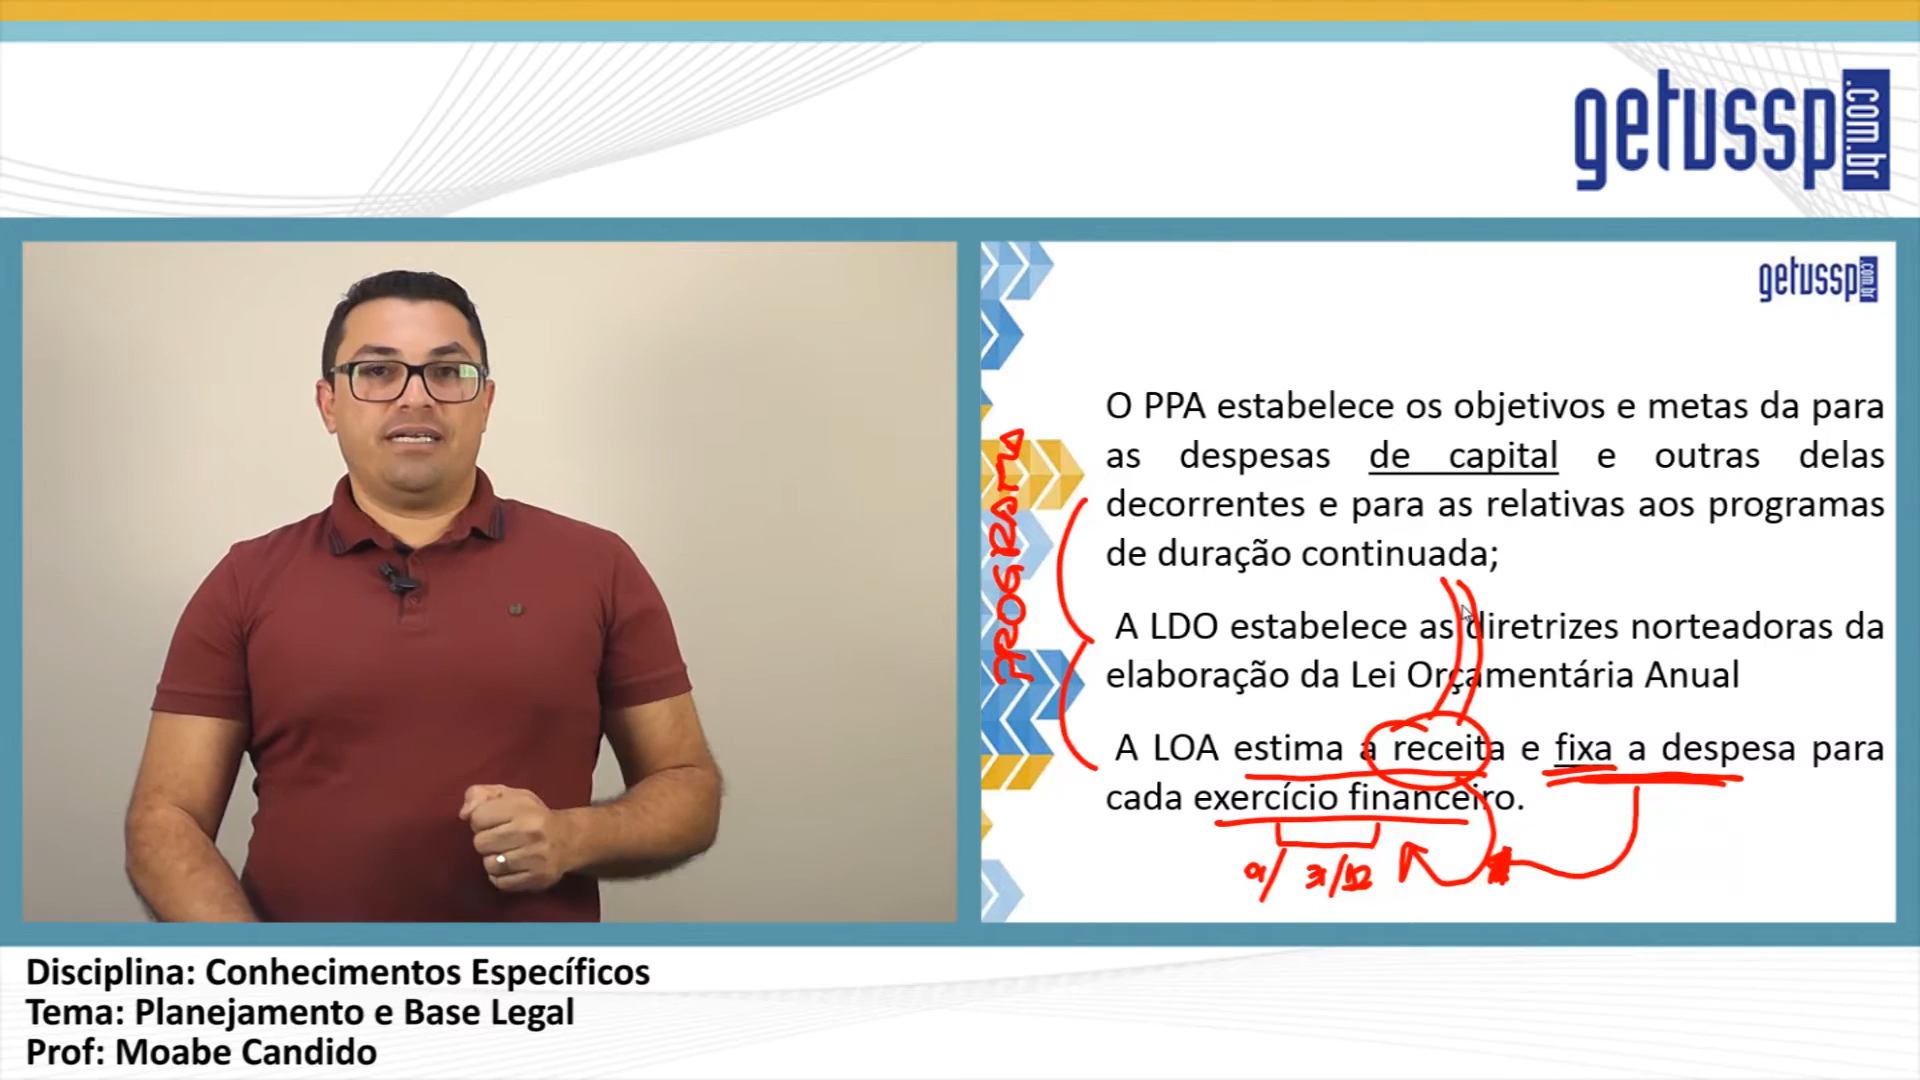 getussp.com.br
getussp.com.br
O PPA estabelece os objetivos e metas da para
as despesas de capital e outras delas
decorrentes e para as relativas aos programas
de duração continuada;
A LDO estabelece as diretrizes norteadoras da
elaboração da Lei Orçamentária Anual
A LOA estima a receita e fixa a despesa para
cada exercício financeiro.
PROGRAMA
31/12
Disciplina: Conhecimentos Específicos
Tema: Planejamento e Base Legal
Prof: Moabe Candido